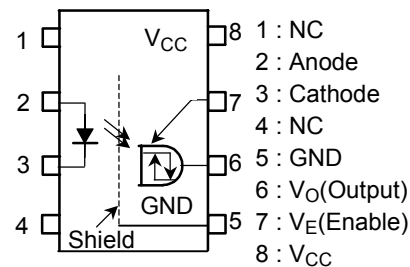 1
2
3
4
V_CC
GND
Shield
8
7
6
5
1 : NC
2 : Anode
3 : Cathode
4 : NC
5 : GND
6 : V_O(Output)
7 : V_E(Enable)
8 : V_CC